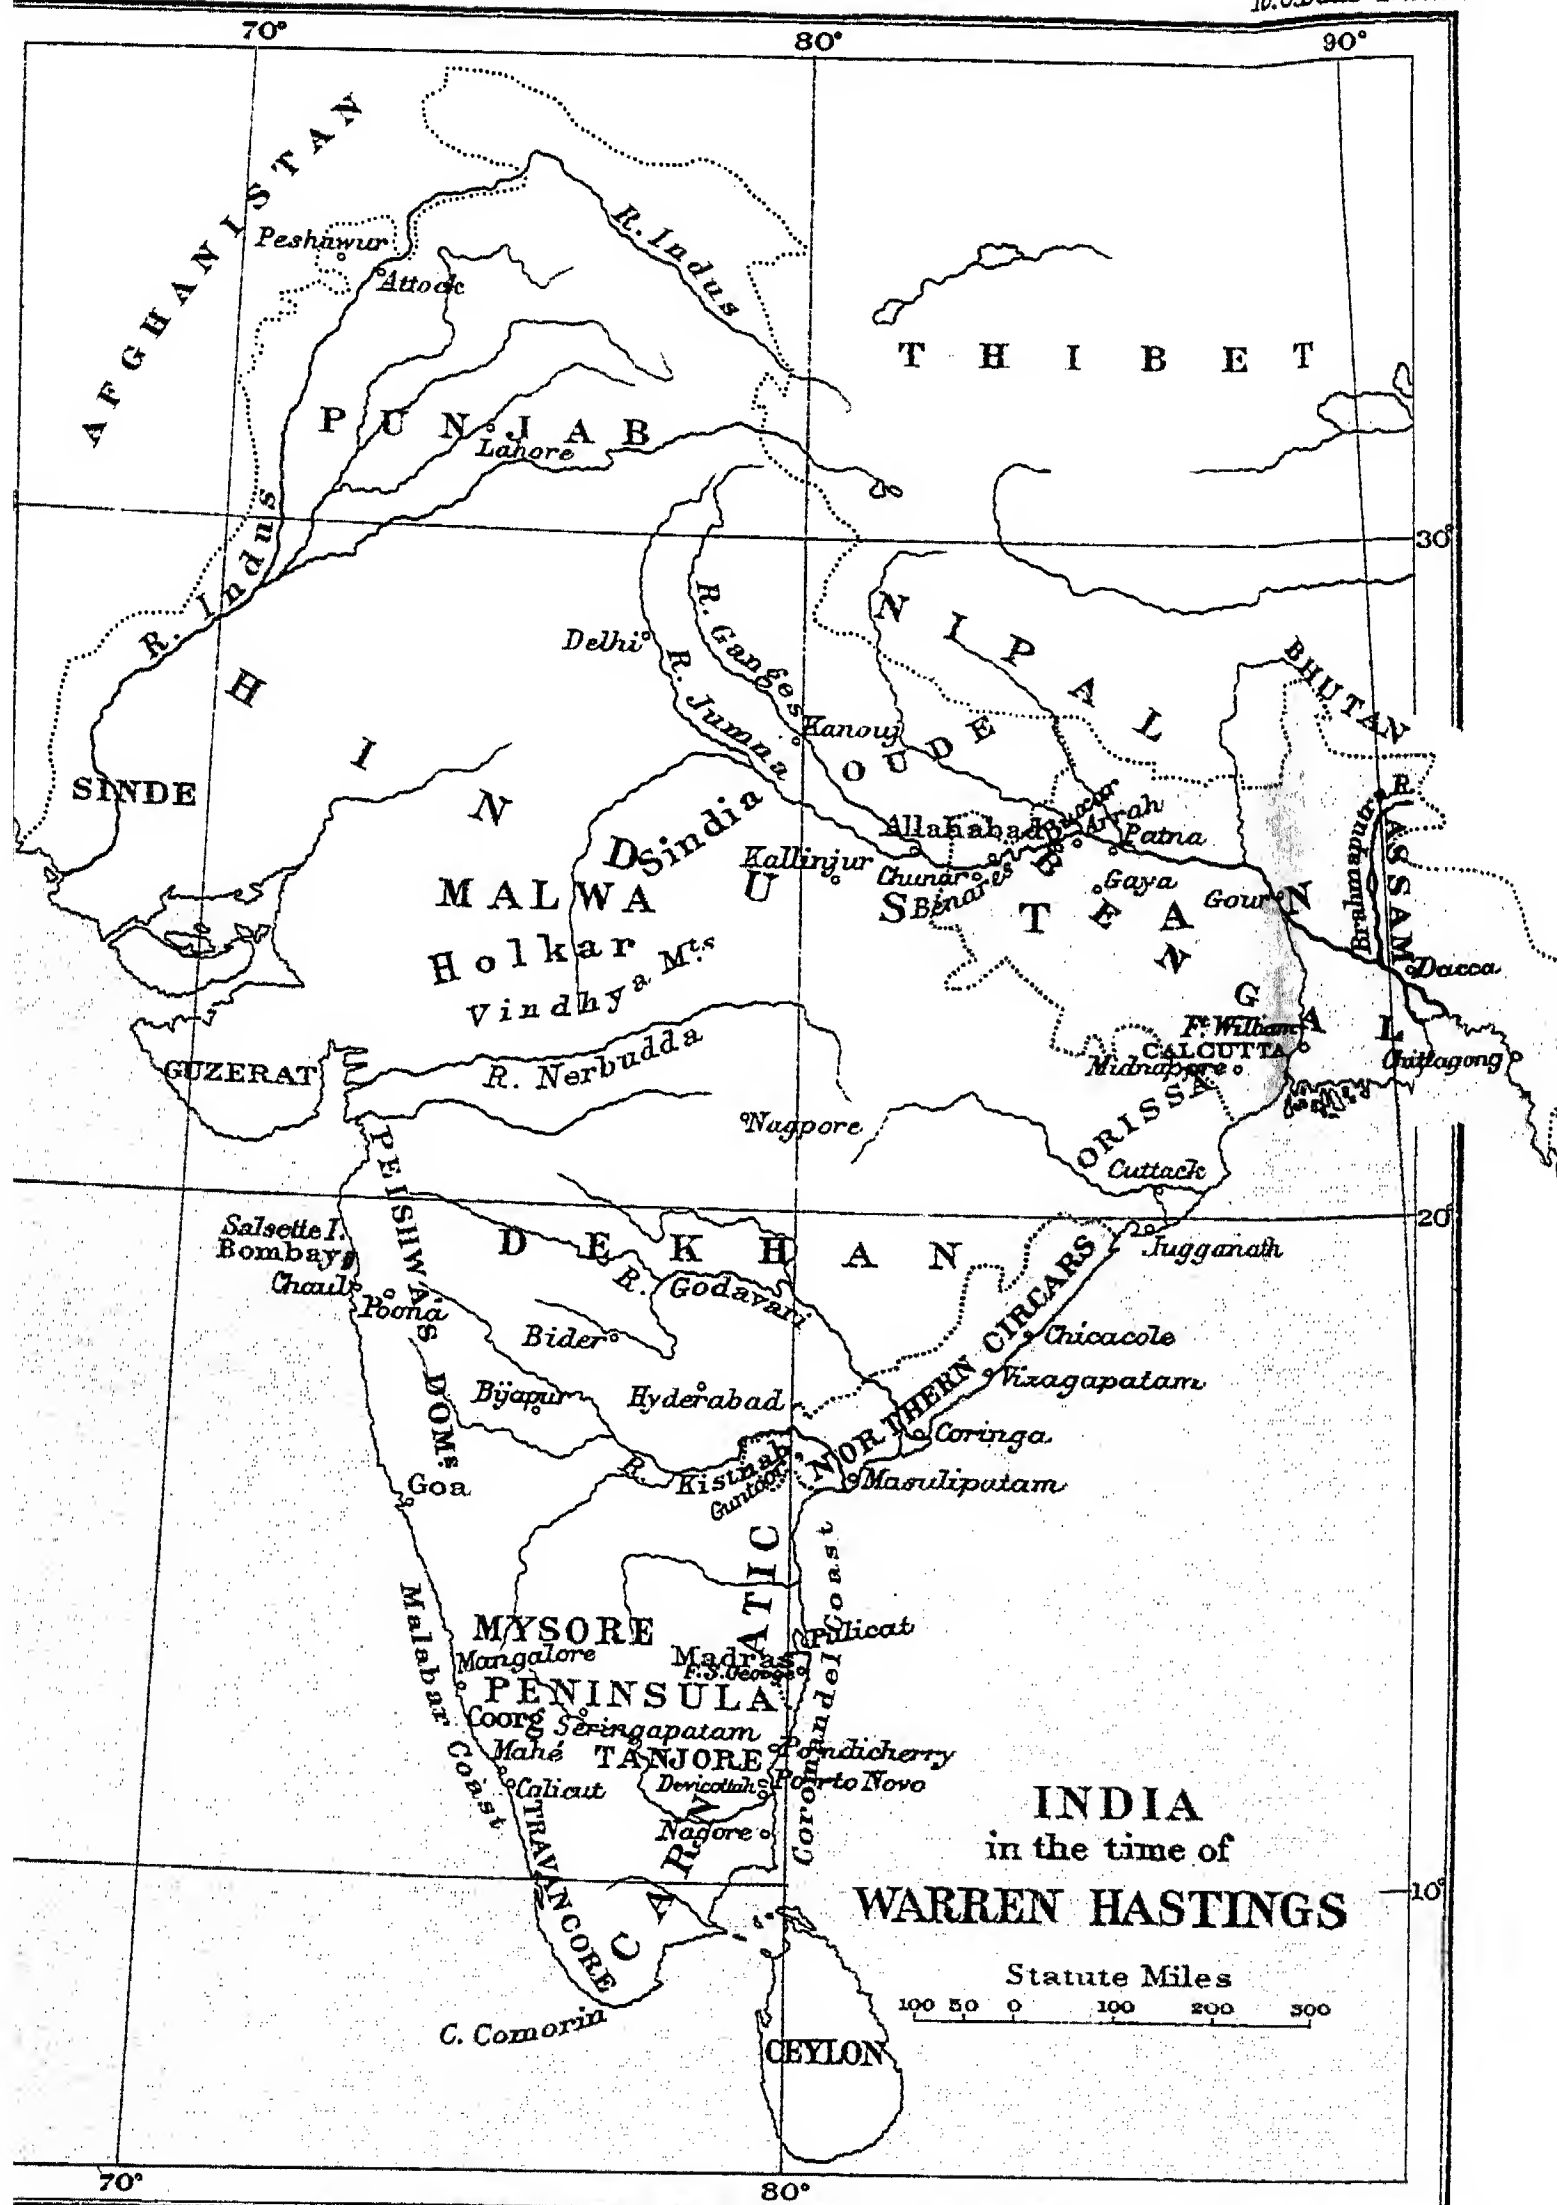 70° 80° 90°
AFGHANISTAN
Peshawur
Attock
R. Indus
THIBET
PUNJAB
Lahore
R. Indus
30°
Delhi
R. Ganges
R. Jumna
NIPAL
BHUTAN
HINDUSTAN
SINDE
Kanouj
OUDE
Dsindia
Allahabad
Buxar
Arrah
Patna
Kallinjur
Chunar
Benares
Gaya
Gour
Brahmaputra R.
ASSAM
MALWA
Holkar
Vindhya Mts.
BENGAL
Dacca
Ft. William
CALCUTTA
Midnapore
Chittagong
GUZERAT
R. Nerbudda
Nagpore
ORISSA
Cuttack
20°
Jugganath
PEISHWA'S DOMs
Salsette I.
Bombay
Chaul
Poona
DEKHAN
R. Godavari
Bider
NORTHERN CIRCARS
Chicacole
Vizagapatam
Bijapur
Hyderabad
Coringa
R. Kistnah
Guntoor
Masulipatam
Goa
CARNATIC
Coromandel Coast
Malabar Coast
MYSORE
Pulicat
Mangalore
Madras
F. S. George
PENINSULA
Coorg
Seringapatam
Mahé
TANJORE
Pondicherry
Calicut
Devicottah
Porto Novo
Nagore
TRAVANCORE
C. Comorin
CEYLON
INDIA
in the time of
WARREN HASTINGS
10°
Statute Miles
100 50 0 100 200 300
70° 80°